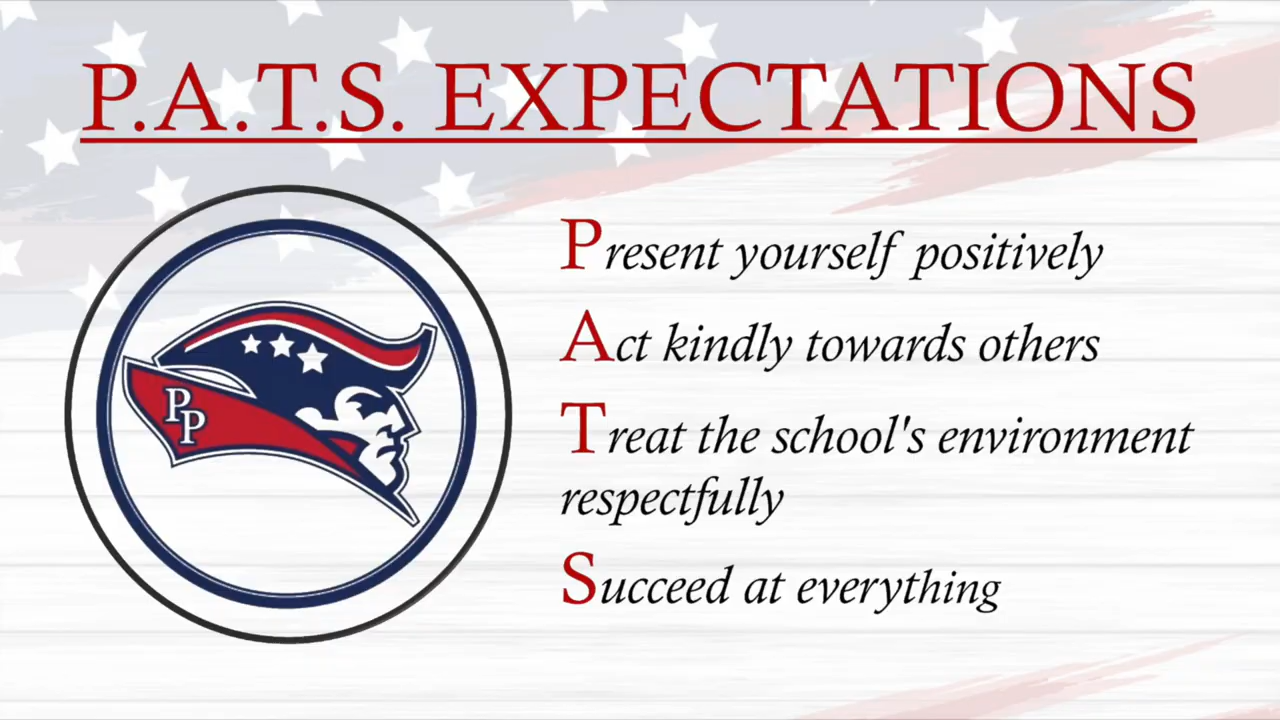 P.A.T.S. EXPECTATIONS
PP
Present yourself positively
Act kindly towards others
Treat the school's environment
respectfully
Succeed at everything